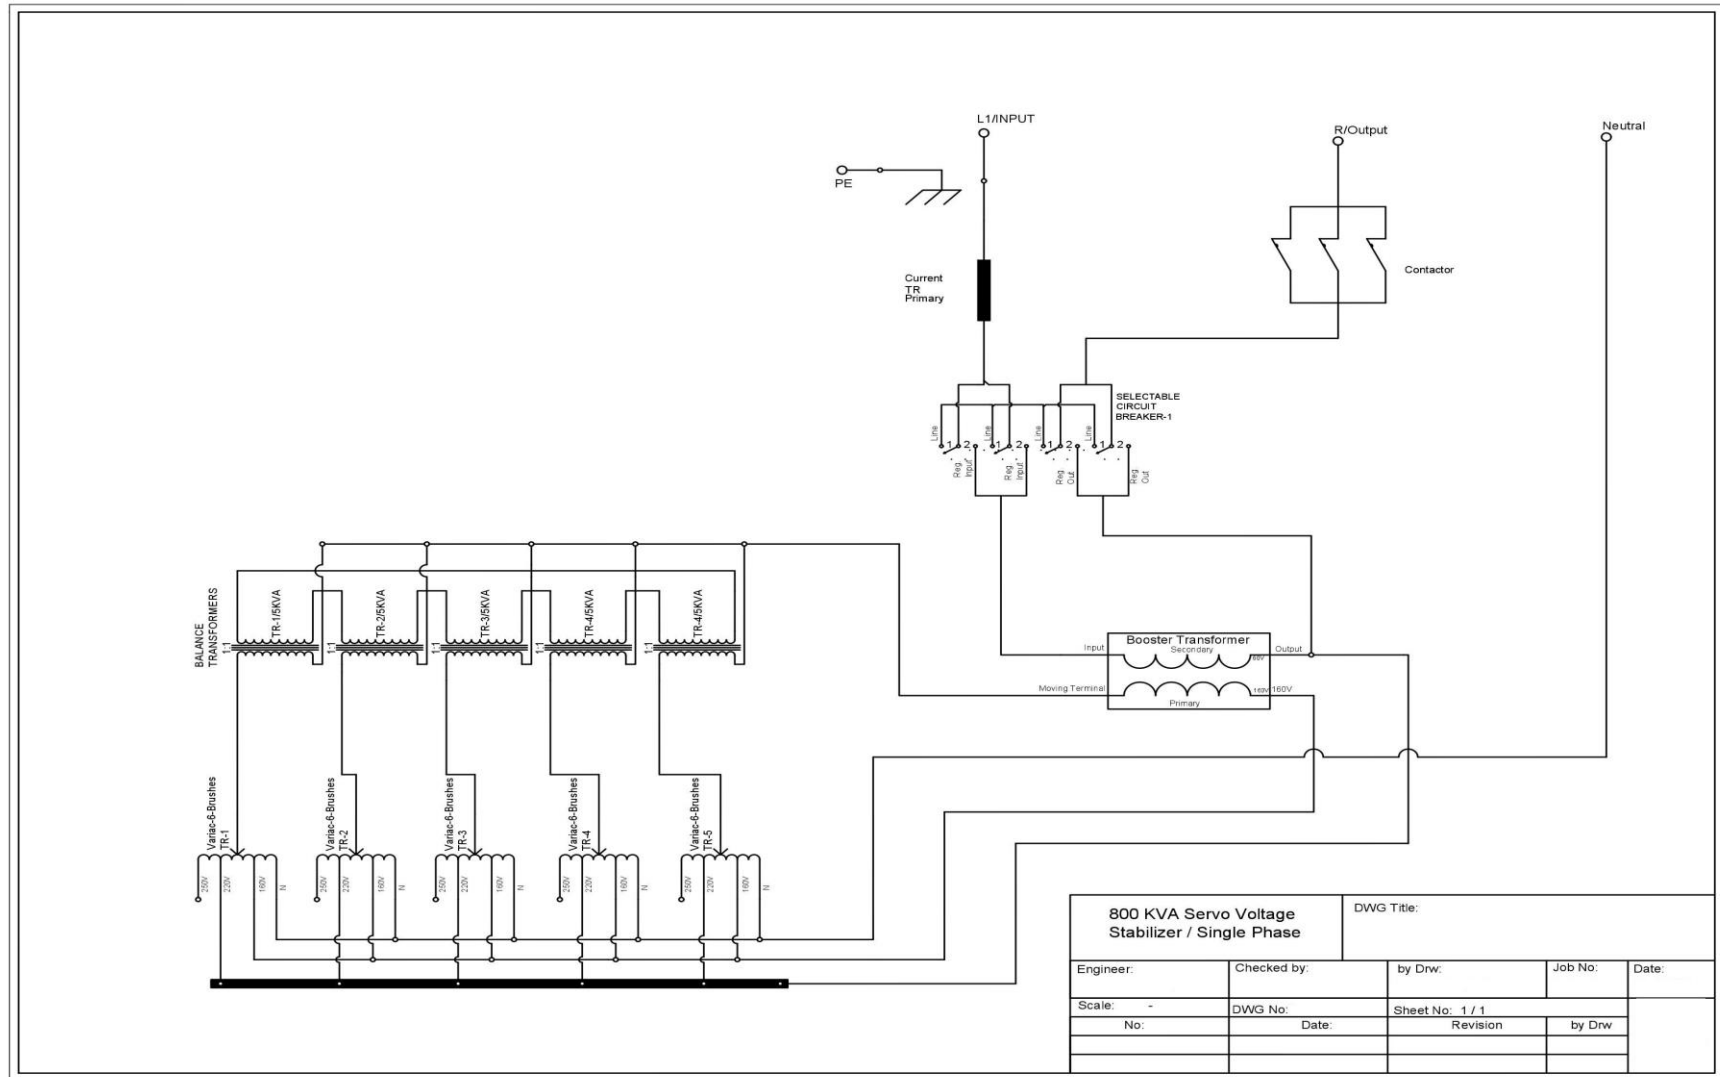 L1/INPUT
R/Output
Neutral
PE
Current
TR
Primary
Contactor
SELECTABLE
CIRCUIT
BREAKER-1
Line
Line
Line
Line
1 2
1 2
1 2
1 2
Reg.
Input
Reg.
Input
Reg
Out
Reg
Out
BALANCE
TRANSFORMERS
1:1
TR-1/5KVA
1:1
TR-2/5KVA
1:1
TR-3/5KVA
1:1
TR-4/5KVA
1:1
TR-4/5KVA
Booster Transformer
Input
Secondary
60V
Output
Moving Terminal
160V
160V
Primary
Variac-6-Brushes
TR-1
Variac-6-Brushes
TR-2
Variac-6-Brushes
TR-3
Variac-6-Brushes
TR-4
Variac-6-Brushes
TR-5
250V 220V 160V N
250V 220V 160V N
250V 220V 160V N
250V 220V 160V N
250V 220V 160V N
800 KVA Servo Voltage
Stabilizer / Single Phase
DWG Title:
Engineer:
Checked by:
by Drw:
Job No:
Date:
Scale: -
DWG No:
Sheet No: 1 / 1
No:
Date:
Revision
by Drw